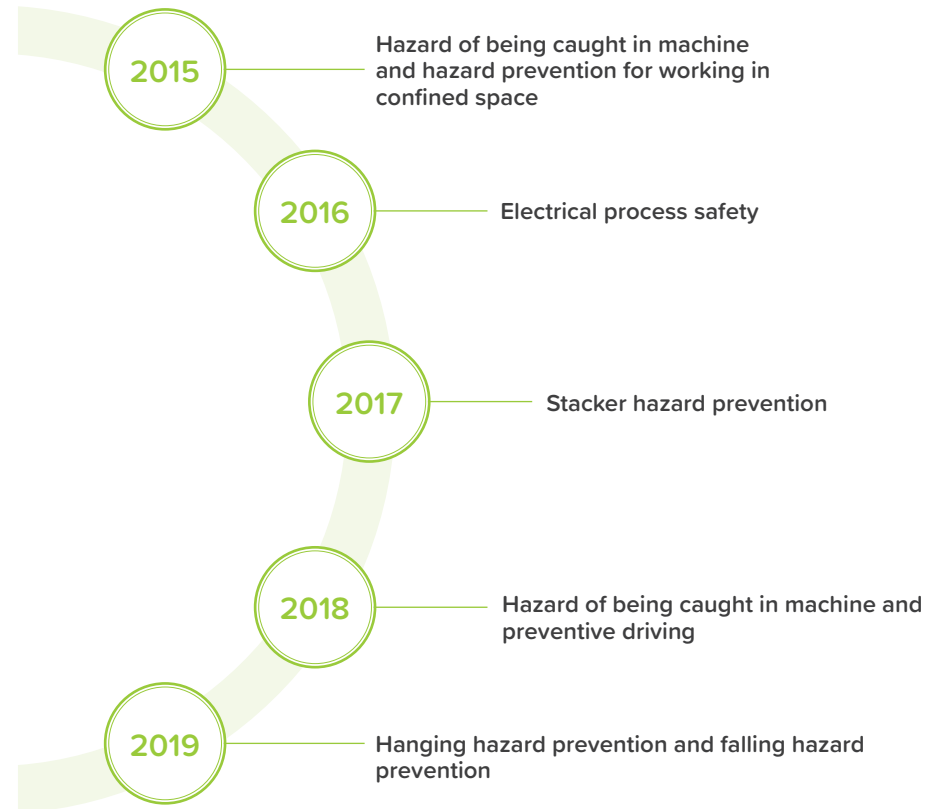 2015
Hazard of being caught in machine
and hazard prevention for working in
confined space
2016
Electrical process safety
2017
Stacker hazard prevention
2018
Hazard of being caught in machine and
preventive driving
2019
Hanging hazard prevention and falling hazard
prevention